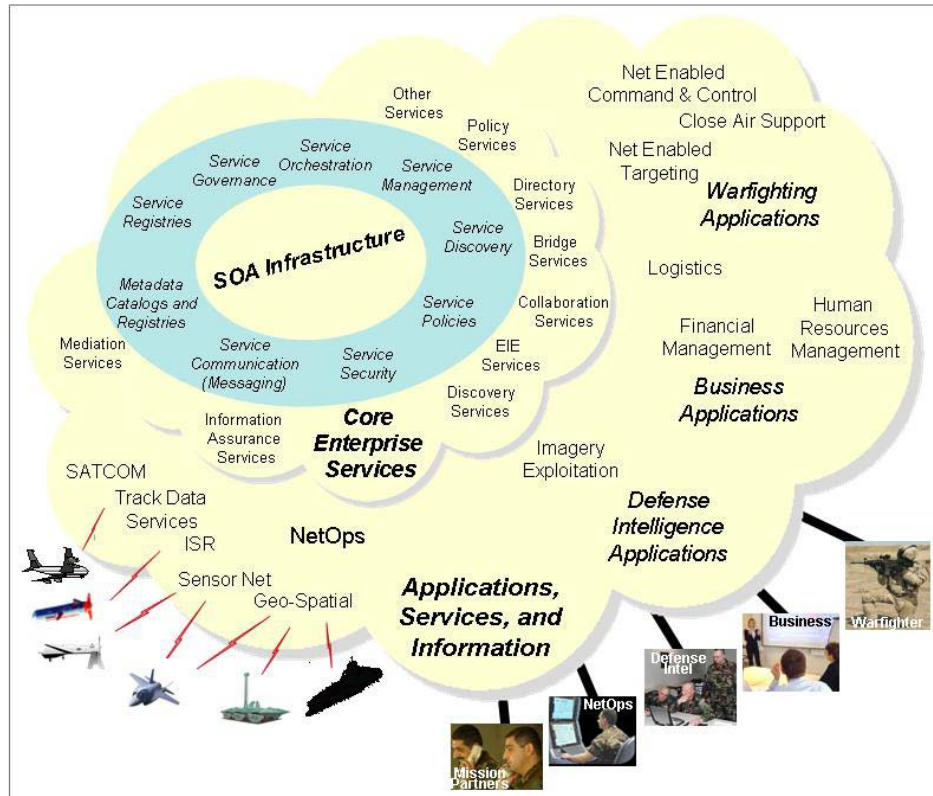 Net Enabled
Command & Control
Close Air Support
Net Enabled
Targeting
Warfighting
Applications
Other
Services
Policy
Services
Directory
Services
Bridge
Services
Collaboration
Services
EIE
Services
Discovery
Services
Service
Orchestration
Service
Governance
Service
Management
Service
Registries
Service
Discovery
SOA Infrastructure
Metadata
Catalogs and
Registries
Service
Policies
Service
Communication
(Messaging)
Service
Security
Mediation
Services
Information
Assurance
Services
Core
Enterprise
Services
Logistics
Financial
Management
Human
Resources
Management
Business
Applications
Imagery
Exploitation
Defense
Intelligence
Applications
SATCOM
Track Data
Services
ISR
NetOps
Sensor Net
Geo-Spatial
Applications,
Services, and
Information
Warfighter
Business
Defense
Intel
NetOps
Mission
Partners